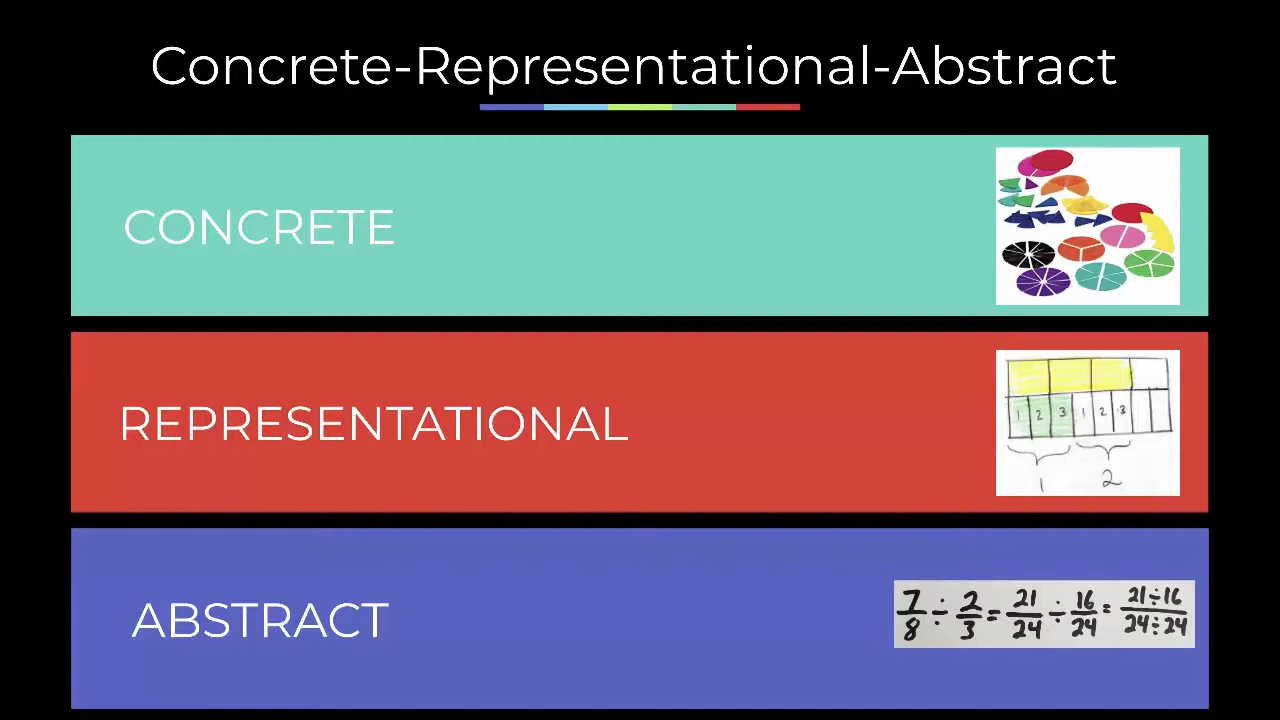 Concrete-Representational-Abstract
CONCRETE
REPRESENTATIONAL
1 2 3 1 2 3
1 2
ABSTRACT
7/8 ÷ 2/3 = 21/24 ÷ 16/24 = 21÷16/24÷24